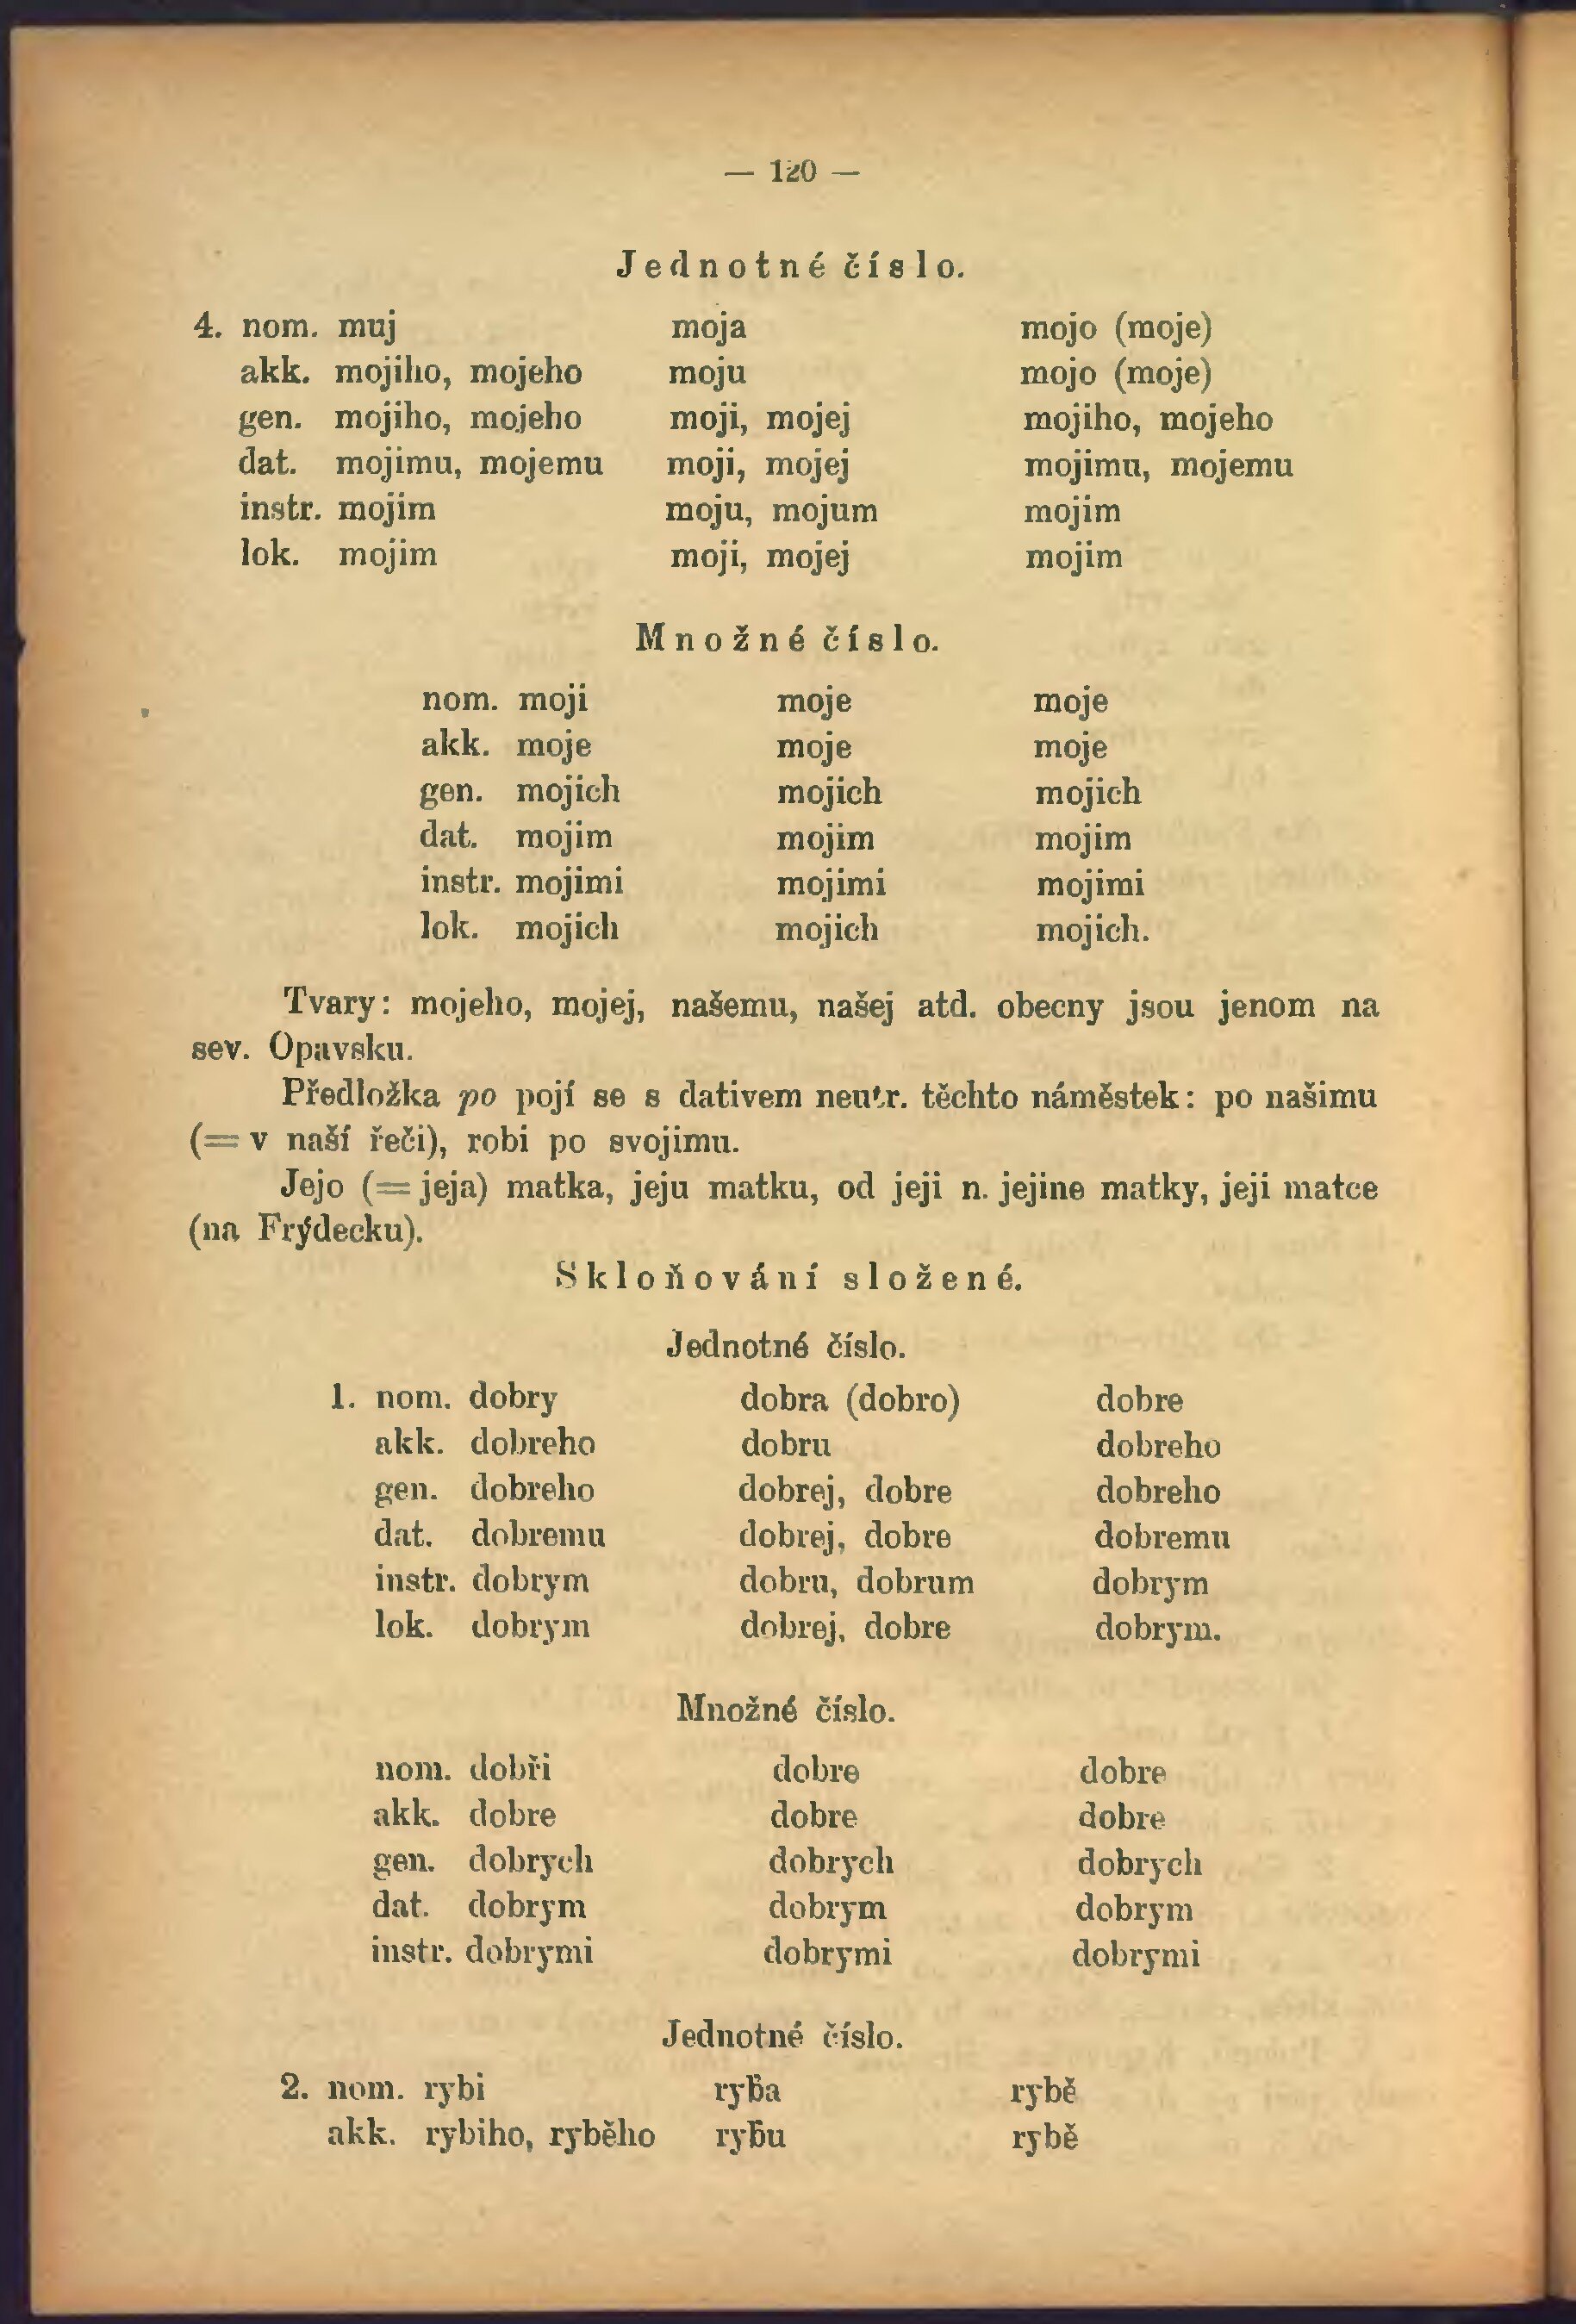 — 120 —
Jednotné číslo.
4. nom. muj moja mojo (moje)
akk. mojiho, mojeho moju mojo (moje)
gen. mojiho, mojeho moji, mojej mojiho, mojeho
dat. mojimu, mojemu moji, mojej mojimu, mojemu
instr. mojim moju, mojum mojim
lok. mojim moji, mojej mojim
Množné číslo.
nom. moji moje moje
akk. moje moje moje
gen. mojich mojich mojich
dat. mojim mojim mojim
instr. mojimi mojimi mojimi
lok. mojich mojich mojich.
Tvary: mojeho, mojej, našemu, našej atd. obecny jsou jenom na
sev. Opavsku.
Předložka po pojí se s dativem neutr. těchto náměstek: po našimu
(= v naší řeči), robi po svojimu.
Jejo (= jeja) matka, jeju matku, od jeji n. jejine matky, jeji matce
(na Frýdecku).
Skloňování složené.
Jednotné číslo.
1. nom. dobry dobra (dobro) dobre
akk. dobreho dobru dobreho
gen. dobreho dobrej, dobre dobreho
dat. dobremu dobrej, dobre dobremu
instr. dobrym dobru, dobrum dobrym
lok. dobrym dobrej, dobre dobrym.
Množné číslo.
nom. dobři dobre dobre
akk. dobre dobre dobre
gen. dobrych dobrych dobrych
dat. dobrym dobrym dobrym
instr. dobrymi dobrymi dobrymi
Jednotné číslo.
2. nom. rybi ryb́a rybě
akk. rybiho, ryběho ryb́u rybě